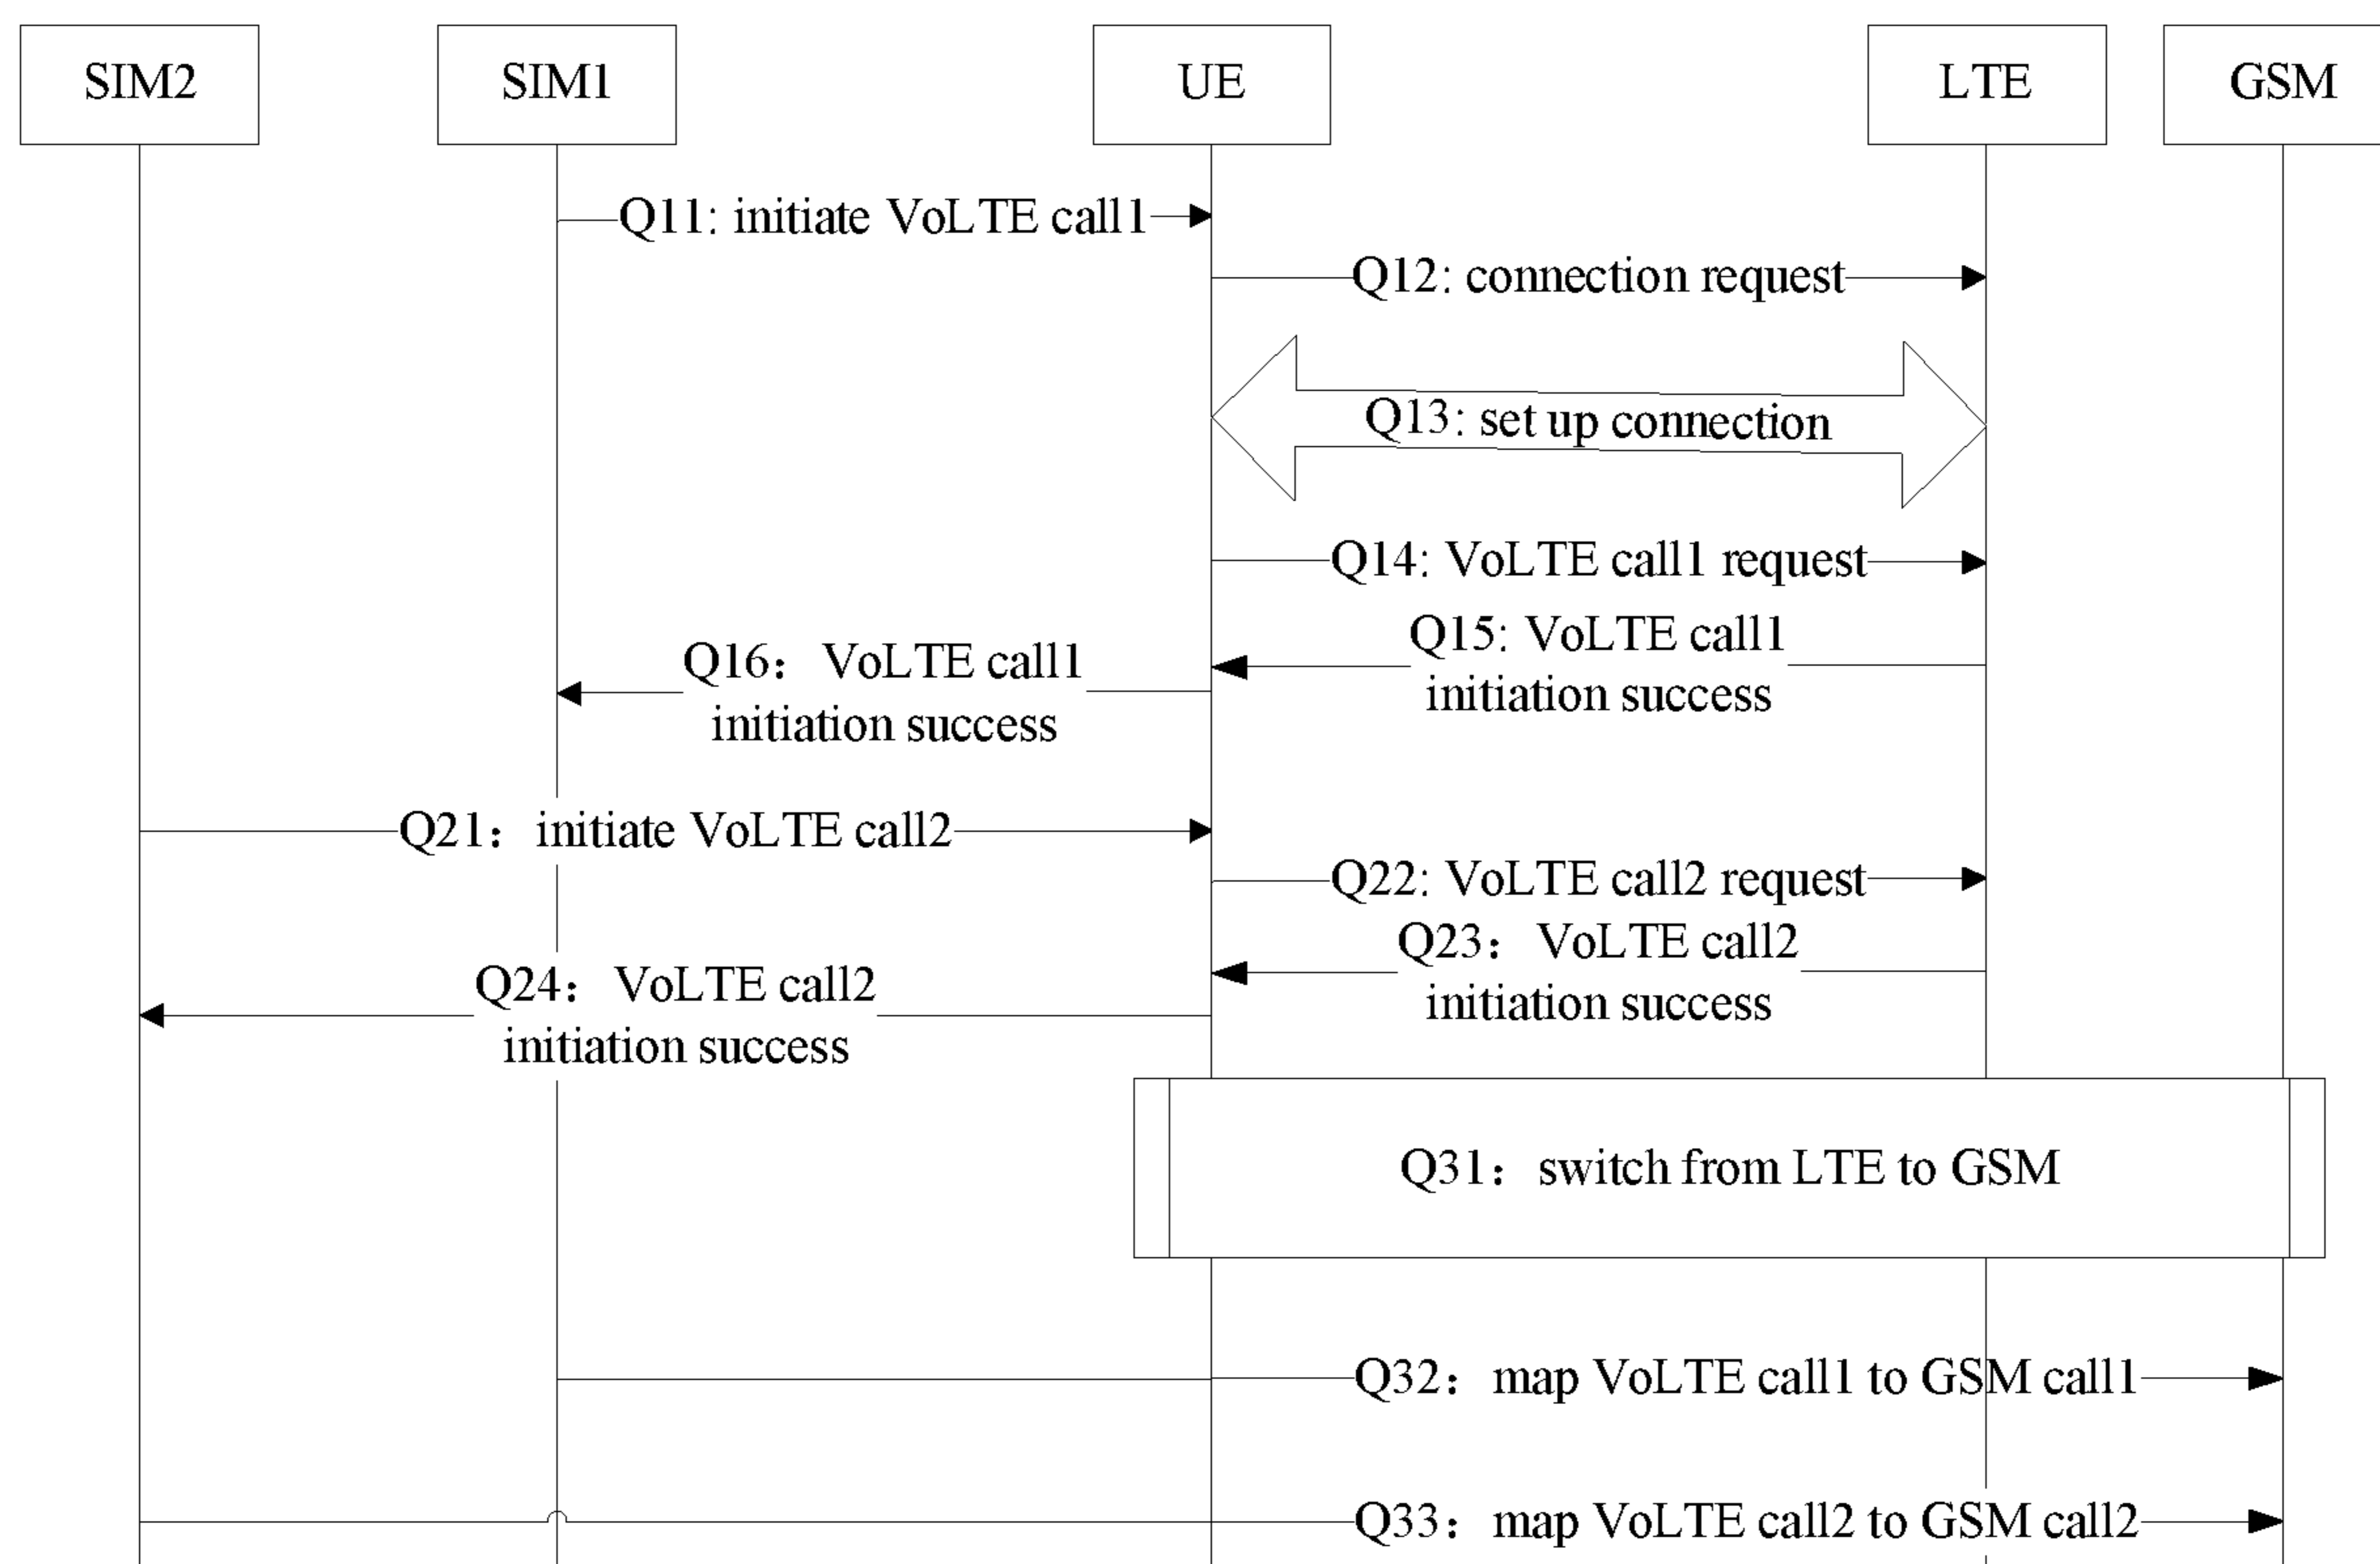 SIM2
SIM1
UE
LTE
GSM
Q11: initiate VoLTE call1
Q12: connection request
Q13: set up connection
Q14: VoLTE call1 request
Q15: VoLTE call1
initiation success
Q16: VoLTE call1
initiation success
Q21: initiate VoLTE call2
Q22: VoLTE call2 request
Q23: VoLTE call2
initiation success
Q24: VoLTE call2
initiation success
Q31: switch from LTE to GSM
Q32: map VoLTE call1 to GSM call1
Q33: map VoLTE call2 to GSM call2